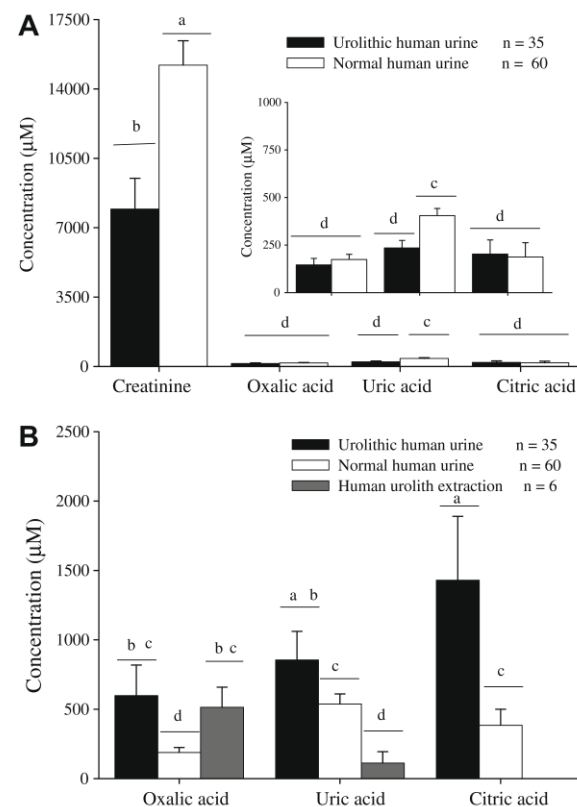 A
Concentration (μM)
17500
14000
10500
7000
3500
0
a
b
Urolithic human urine n = 35
Normal human urine n = 60
Concentration (μM)
1000
750
500
250
0
d
d
c
d
d
d
c
d
Creatinine Oxalic acid Uric acid Citric acid
B
Concentration (μM)
2500
2000
1500
1000
500
0
Urolithic human urine n = 35
Normal human urine n = 60
Human urolith extraction n = 6
a
a b
b c
b c
c
c
d
d
Oxalic acid Uric acid Citric acid